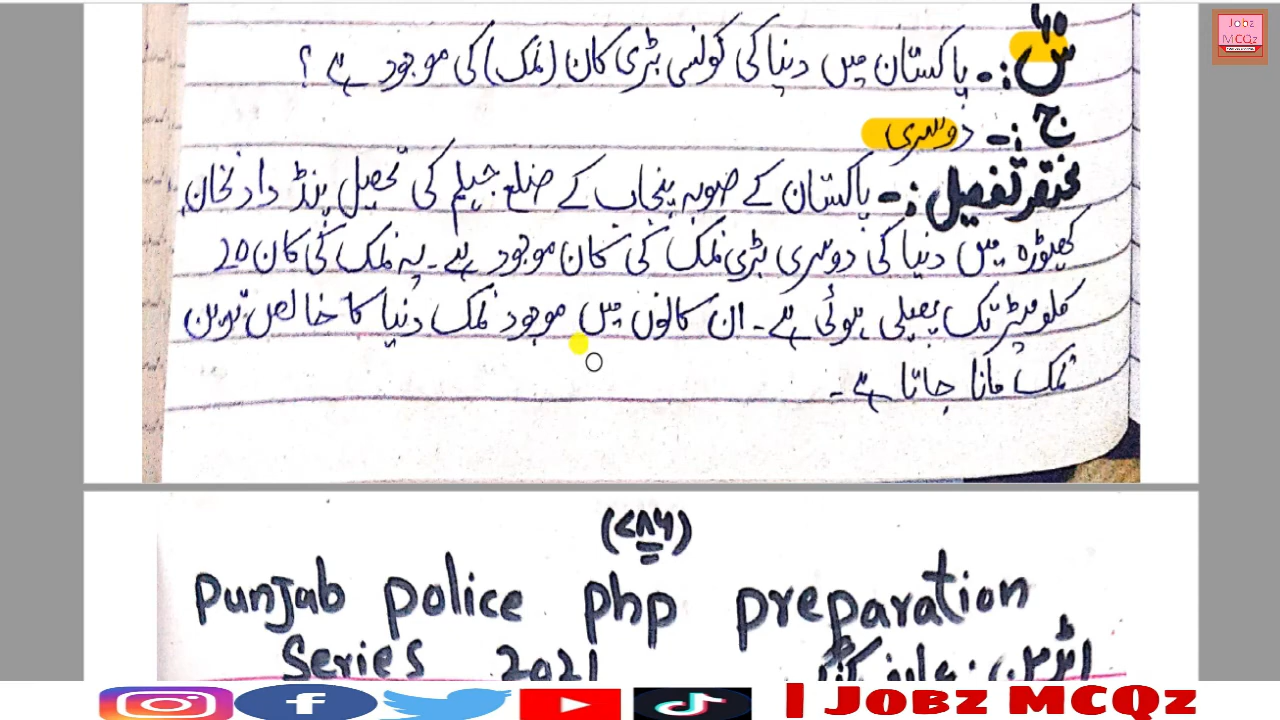 Jobz
MCQz
س:- پاکستان میں دنیا کی کونسی بڑی کان (نمک) کی موجود ہے؟
ج:- دوسری
مختصر تفصیل:- پاکستان کے صوبہ پنجاب کے ضلع جہلم کی تحصیل پنڈ دادنخان،
کھیوڑہ میں دنیا کی دوسری بڑی نمک کی کان موجود ہے۔ یہ نمک کی کان 20
کلومیٹر تک پھیلی ہوئی ہے۔ ان کانوں میں موجود نمک دنیا کا خالص ترین
نمک مانا جاتا ہے۔
(۷۸۶)
Punjab police php preparation
Series 2021
| Jobz MCQz